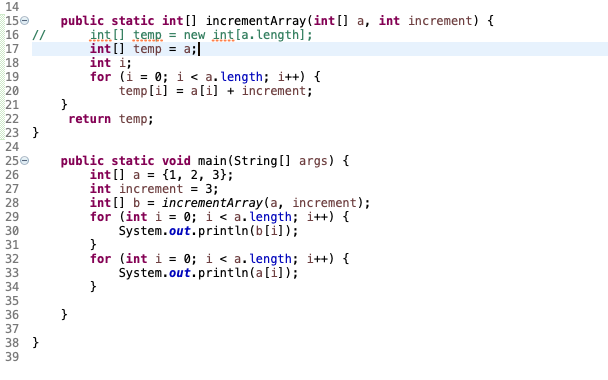 14
15 public static int[] incrementArray(int[] a, int increment) {
16 // int[] temp = new int[a.length];
17 int[] temp = a;
18 int i;
19 for (i = 0; i < a.length; i++) {
20 temp[i] = a[i] + increment;
21 }
22 return temp;
23 }
24
25 public static void main(String[] args) {
26 int[] a = {1, 2, 3};
27 int increment = 3;
28 int[] b = incrementArray(a, increment);
29 for (int i = 0; i < a.length; i++) {
30 System.out.println(b[i]);
31 }
32 for (int i = 0; i < a.length; i++) {
33 System.out.println(a[i]);
34 }
35
36 }
37
38 }
39